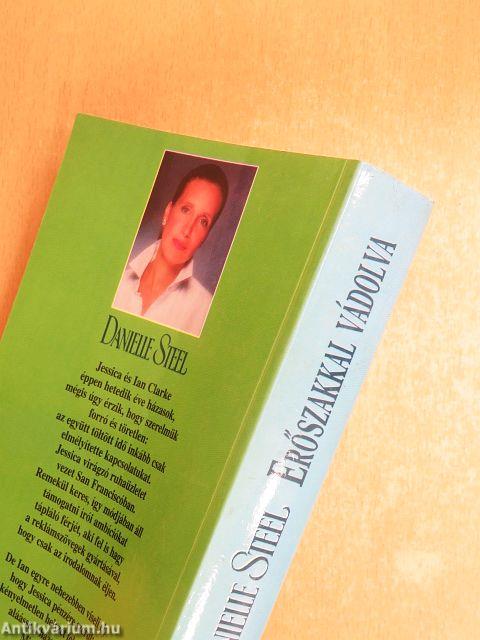 DANIELLE STEEL
Jessica és Ian Clarke
éppen hetedik éve házasok,
mégis úgy érzik, hogy szerelmük
forró és töretlen:
az együtt töltött idő inkább csak
elmélyítette kapcsolatukat.
Jessica virágzó ruhaüzletet
vezet San Franciscóban.
Remekül keres, így módjában áll
támogatni írói ambíciókat
tápláló férjét, aki fel is hagy
a reklámszövegek gyártásával,
hogy csak az irodalomnak éljen.
De Ian egyre nehezebben viseli,
hogy Jessica pénzére
kényelmetlen
DANIELLE STEEL ERŐSZAKKAL VÁDOLVA
Antikvárium.hu